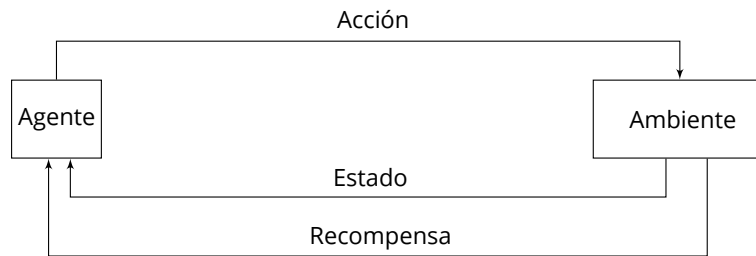 Acción
Agente
Ambiente
Estado
Recompensa